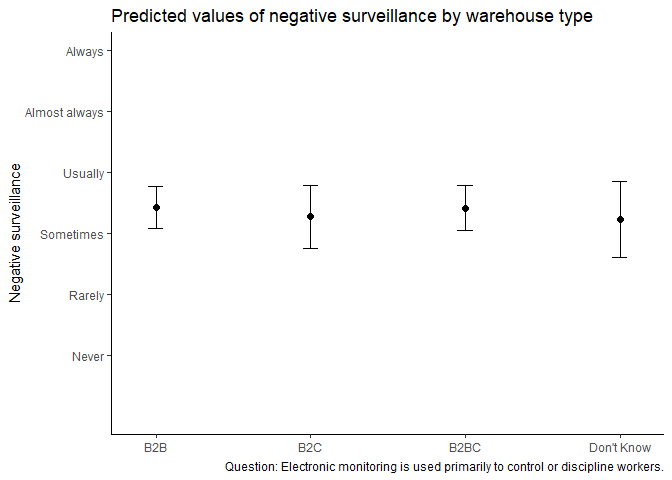 Predicted values of negative surveillance by warehouse type
Always
Almost always
Usually
Sometimes
Rarely
Never
Negative surveillance
B2B
B2C
B2BC
Don't Know
Question: Electronic monitoring is used primarily to control or discipline workers.